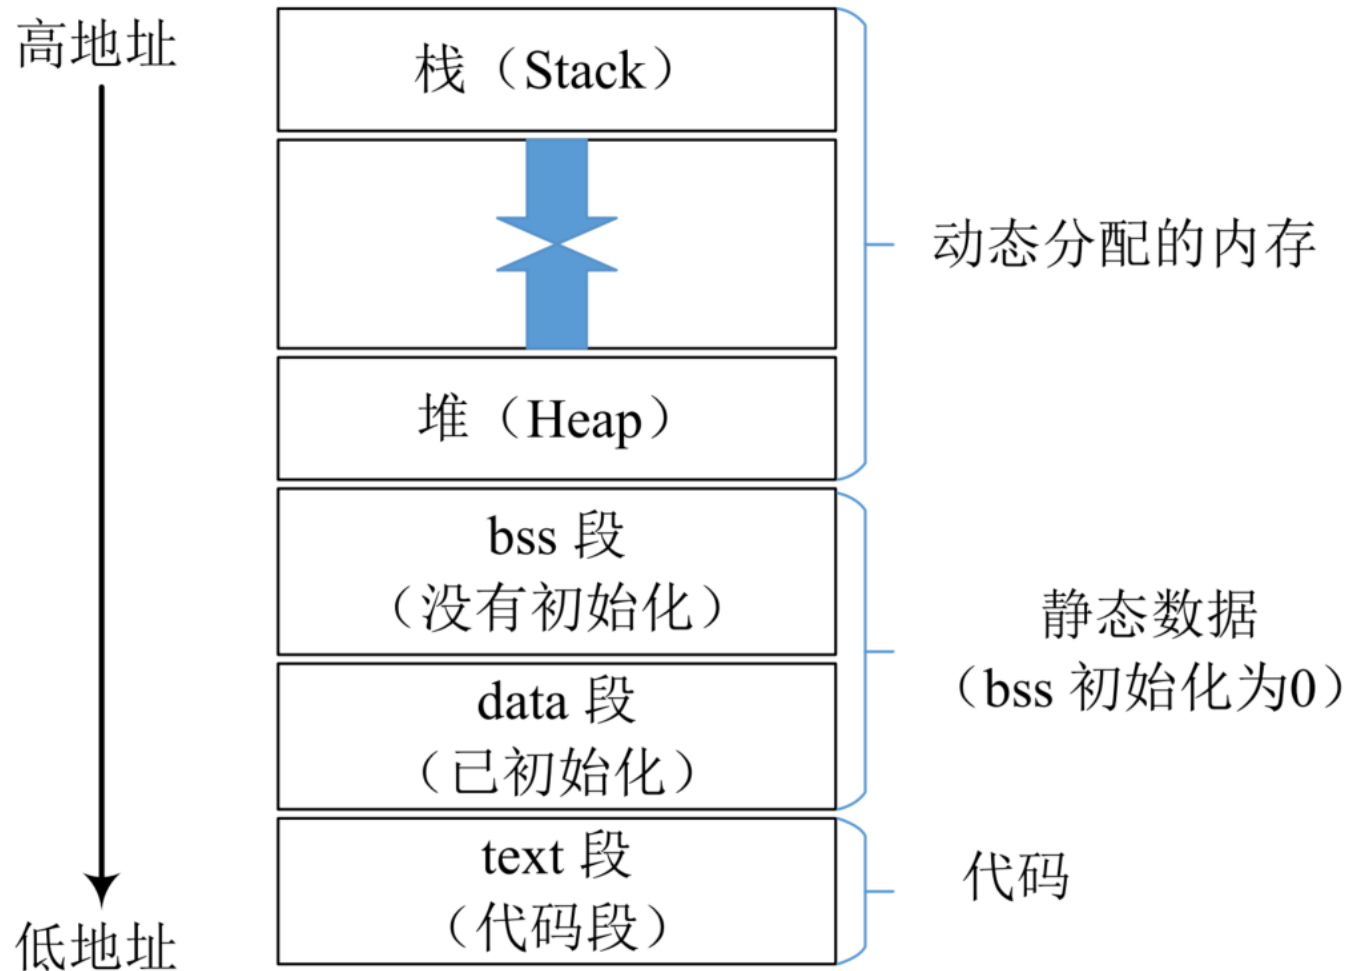 高地址
栈（Stack）
动态分配的内存
堆（Heap）
bss 段
（没有初始化）
静态数据
（bss 初始化为0）
data 段
（已初始化）
text 段
（代码段）
代码
低地址